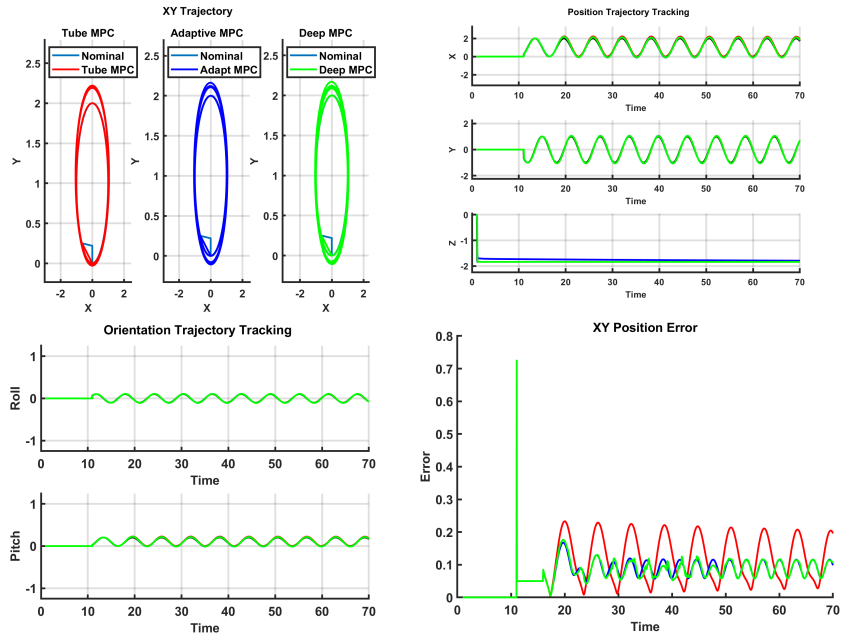 XY Trajectory
Tube MPC
Adaptive MPC
Deep MPC
Nominal
Tube MPC
Nominal
Adapt MPC
Nominal
Deep MPC
2.5
2
1.5
1
0.5
0
Y
-2 0 2
X
2.5
2
1.5
1
0.5
0
Y
-2 0 2
X
2.5
2
1.5
1
0.5
0
Y
-2 0 2
X
Position Trajectory Tracking
2
0
-2
X
0 10 20 30 40 50 60 70
Time
2
0
-2
Y
0 10 20 30 40 50 60 70
Time
0
-1
-2
Z
0 10 20 30 40 50 60 70
Time
Orientation Trajectory Tracking
1
0
-1
Roll
0 10 20 30 40 50 60 70
Time
1
0
-1
Pitch
0 10 20 30 40 50 60 70
Time
XY Position Error
0.8
0.7
0.6
0.5
0.4
0.3
0.2
0.1
0
Error
0 10 20 30 40 50 60 70
Time